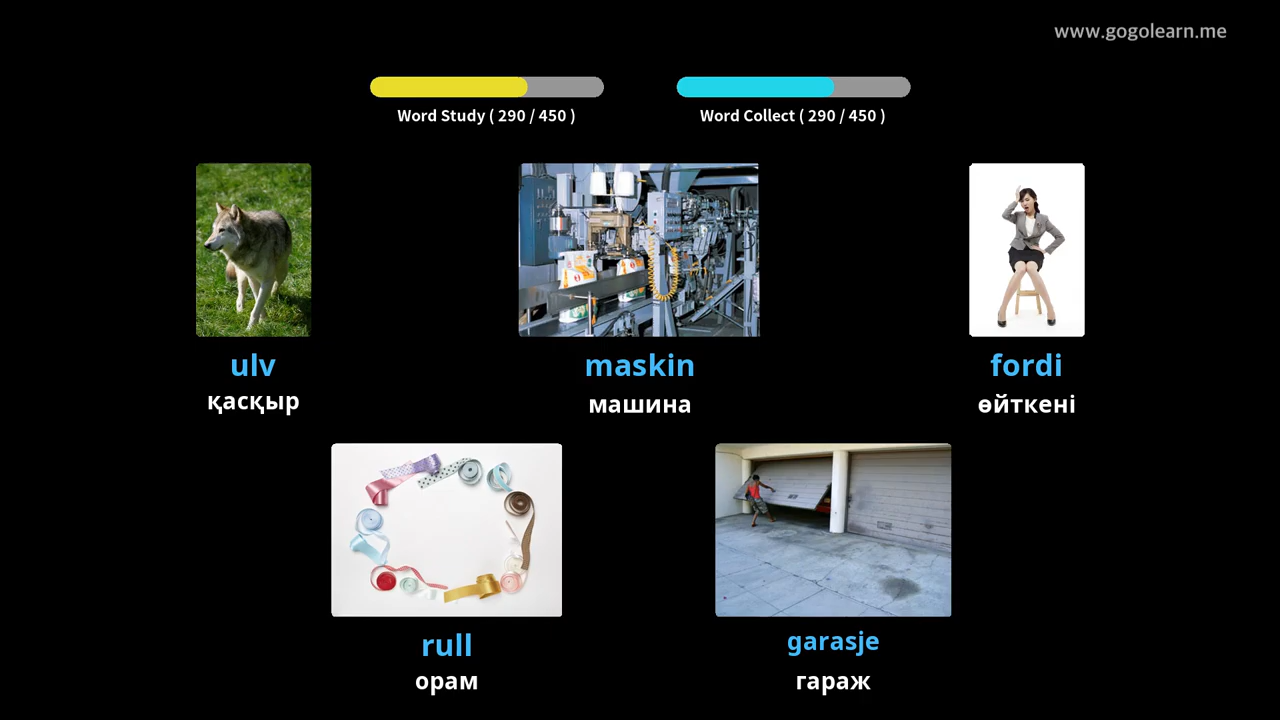 www.gogolearn.me
Word Study ( 290 / 450 )
Word Collect ( 290 / 450 )
ulv
maskin
fordi
қасқыр
машина
өйткені
rull
garasje
орам
гараж